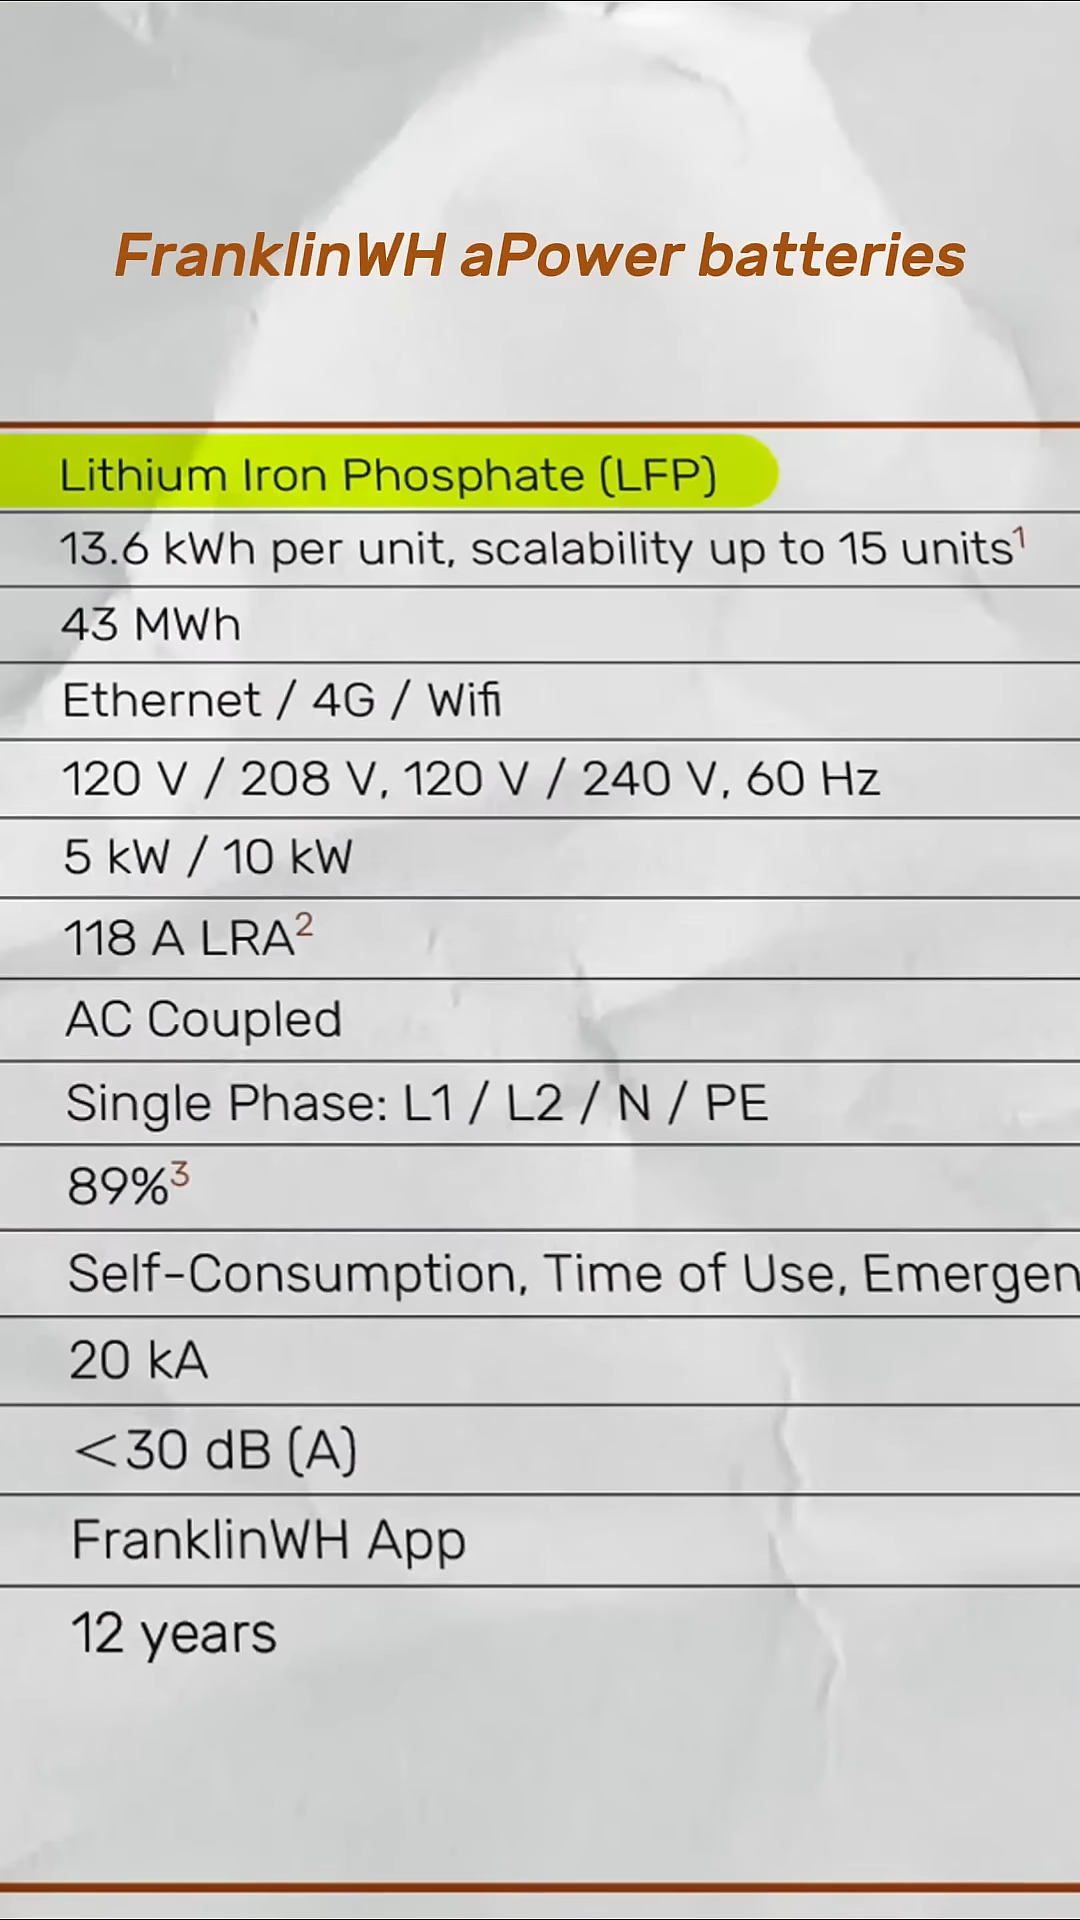 FranklinWH aPower batteries
Lithium Iron Phosphate (LFP)
13.6 kWh per unit, scalability up to 15 units¹
43 MWh
Ethernet / 4G / Wifi
120 V / 208 V, 120 V / 240 V, 60 Hz
5 kW / 10 kW
118 A LRA²
AC Coupled
Single Phase: L1 / L2 / N / PE
89%³
Self-Consumption, Time of Use, Emergen
20 kA
<30 dB (A)
FranklinWH App
12 years